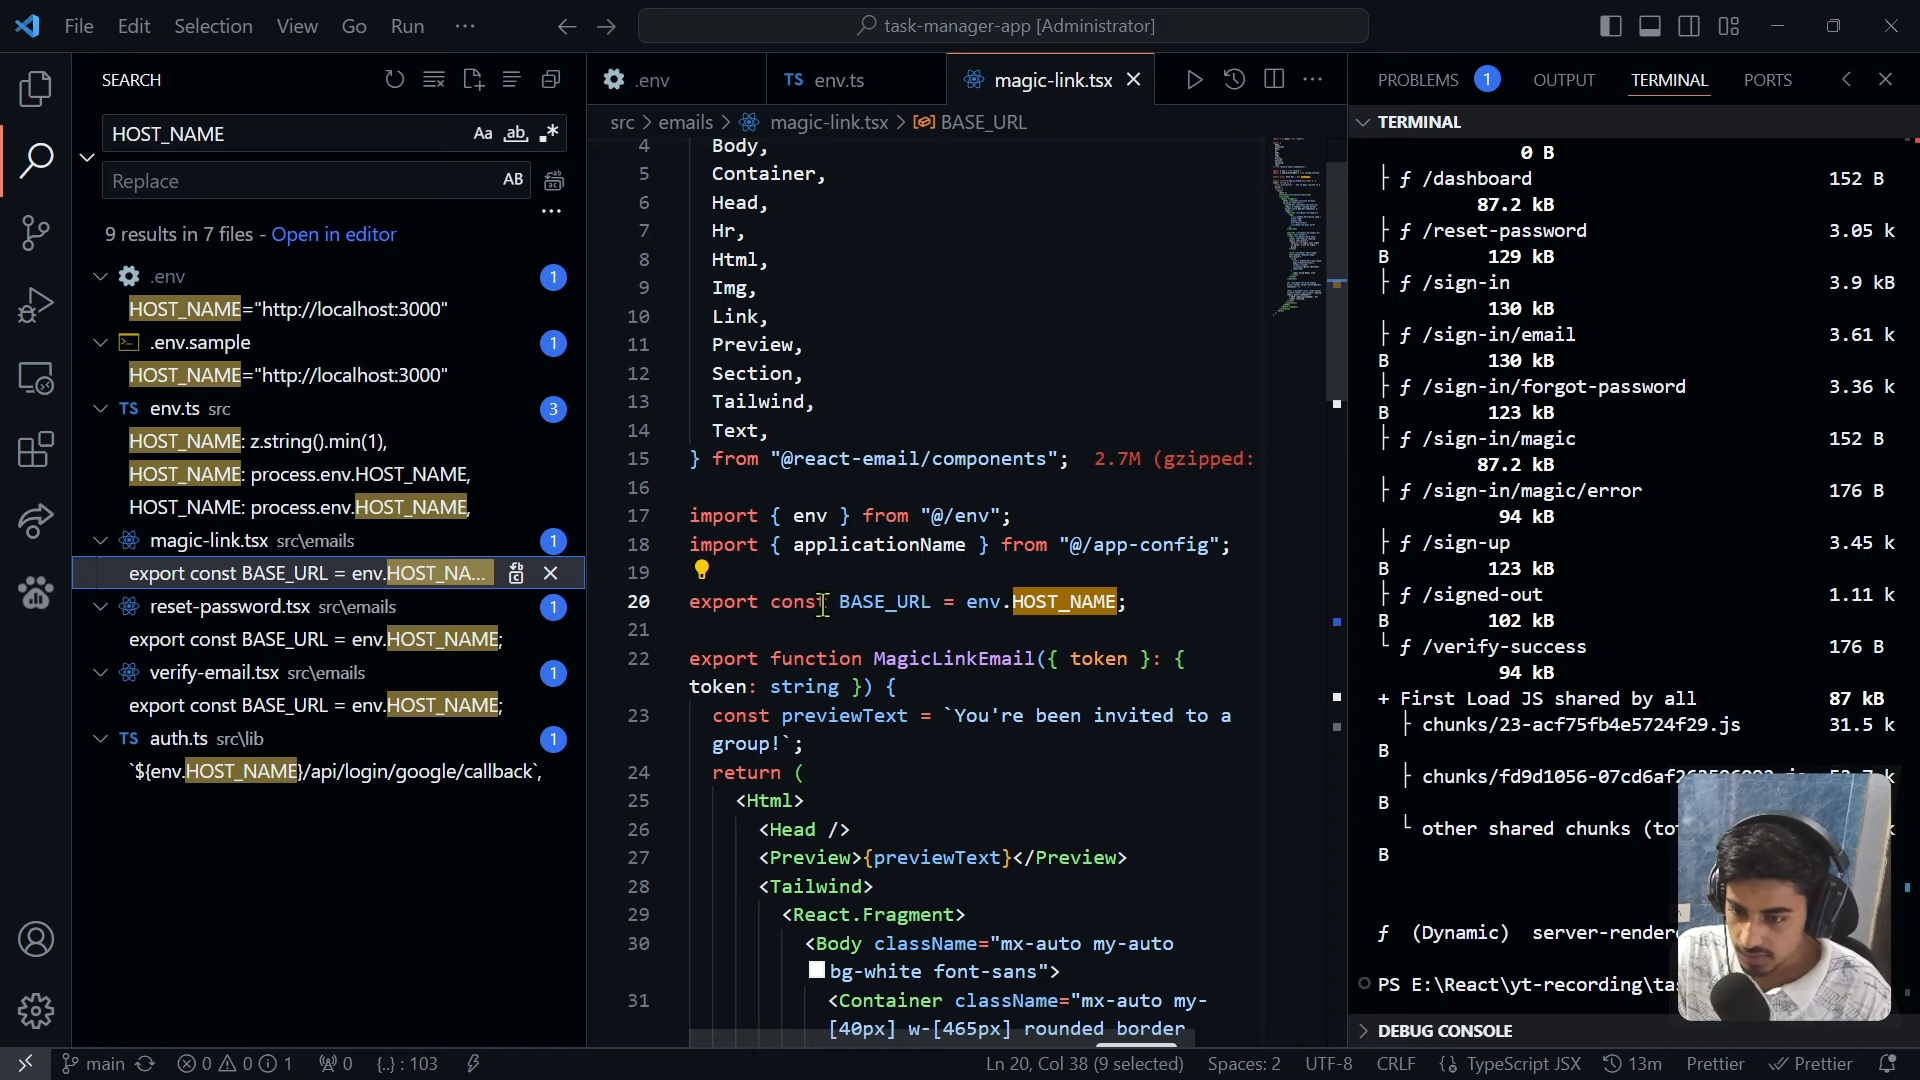 File Edit Selection View Go Run ···
task-manager-app [Administrator]
SEARCH
HOST_NAME
Aa ab
Replace
AB
9 results in 7 files - Open in editor
.env 1
HOST_NAME="http://localhost:3000"
.env.sample 1
HOST_NAME="http://localhost:3000"
TS env.ts src 3
HOST_NAME: z.string().min(1),
HOST_NAME: process.env.HOST_NAME,
HOST_NAME: process.env.HOST_NAME,
magic-link.tsx src\emails 1
export const BASE_URL = env.HOST_NA...
reset-password.tsx src\emails 1
export const BASE_URL = env.HOST_NAME;
verify-email.tsx src\emails 1
export const BASE_URL = env.HOST_NAME;
TS auth.ts src\lib 1
`${env.HOST_NAME}/api/login/google/callback`,
.env
TS env.ts
magic-link.tsx
src > emails > magic-link.tsx > BASE_URL
4 Body,
5 Container,
6 Head,
7 Hr,
8 Html,
9 Img,
10 Link,
11 Preview,
12 Section,
13 Tailwind,
14 Text,
15 } from "@react-email/components"; 2.7M (gzipped:
16
17 import { env } from "@/env";
18 import { applicationName } from "@/app-config";
19
20 export const BASE_URL = env.HOST_NAME;
21
22 export function MagicLinkEmail({ token }: {
token: string }) {
23 const previewText = `You're been invited to a
group!`;
24 return (
25 <Html>
26 <Head />
27 <Preview>{previewText}</Preview>
28 <Tailwind>
29 <React.Fragment>
30 <Body className="mx-auto my-auto
bg-white font-sans">
31 <Container className="mx-auto my-
[40px] w-[465px] rounded border
PROBLEMS 1 OUTPUT TERMINAL PORTS
TERMINAL
0 B
├ ƒ /dashboard 152 B
87.2 kB
├ ƒ /reset-password 3.05 k
B 129 kB
├ ƒ /sign-in 3.9 kB
130 kB
├ ƒ /sign-in/email 3.61 k
B 130 kB
├ ƒ /sign-in/forgot-password 3.36 k
B 123 kB
├ ƒ /sign-in/magic 152 B
87.2 kB
├ ƒ /sign-in/magic/error 176 B
94 kB
├ ƒ /sign-up 3.45 k
B 123 kB
├ ƒ /signed-out 1.11 k
B 102 kB
└ ƒ /verify-success 176 B
94 kB
+ First Load JS shared by all 87 kB
├ chunks/23-acf75fb4e5724f29.js 31.5 k
B
├ chunks/fd9d1056-07cd6af k
B
└ other shared chunks
B
ƒ (Dynamic) server-render
PS E:\React\yt-recording\ta
DEBUG CONSOLE
main 0 0 1 0 {..} : 103
Ln 20, Col 38 (9 selected) Spaces: 2 UTF-8 CRLF {} TypeScript JSX 13m Prettier Prettier